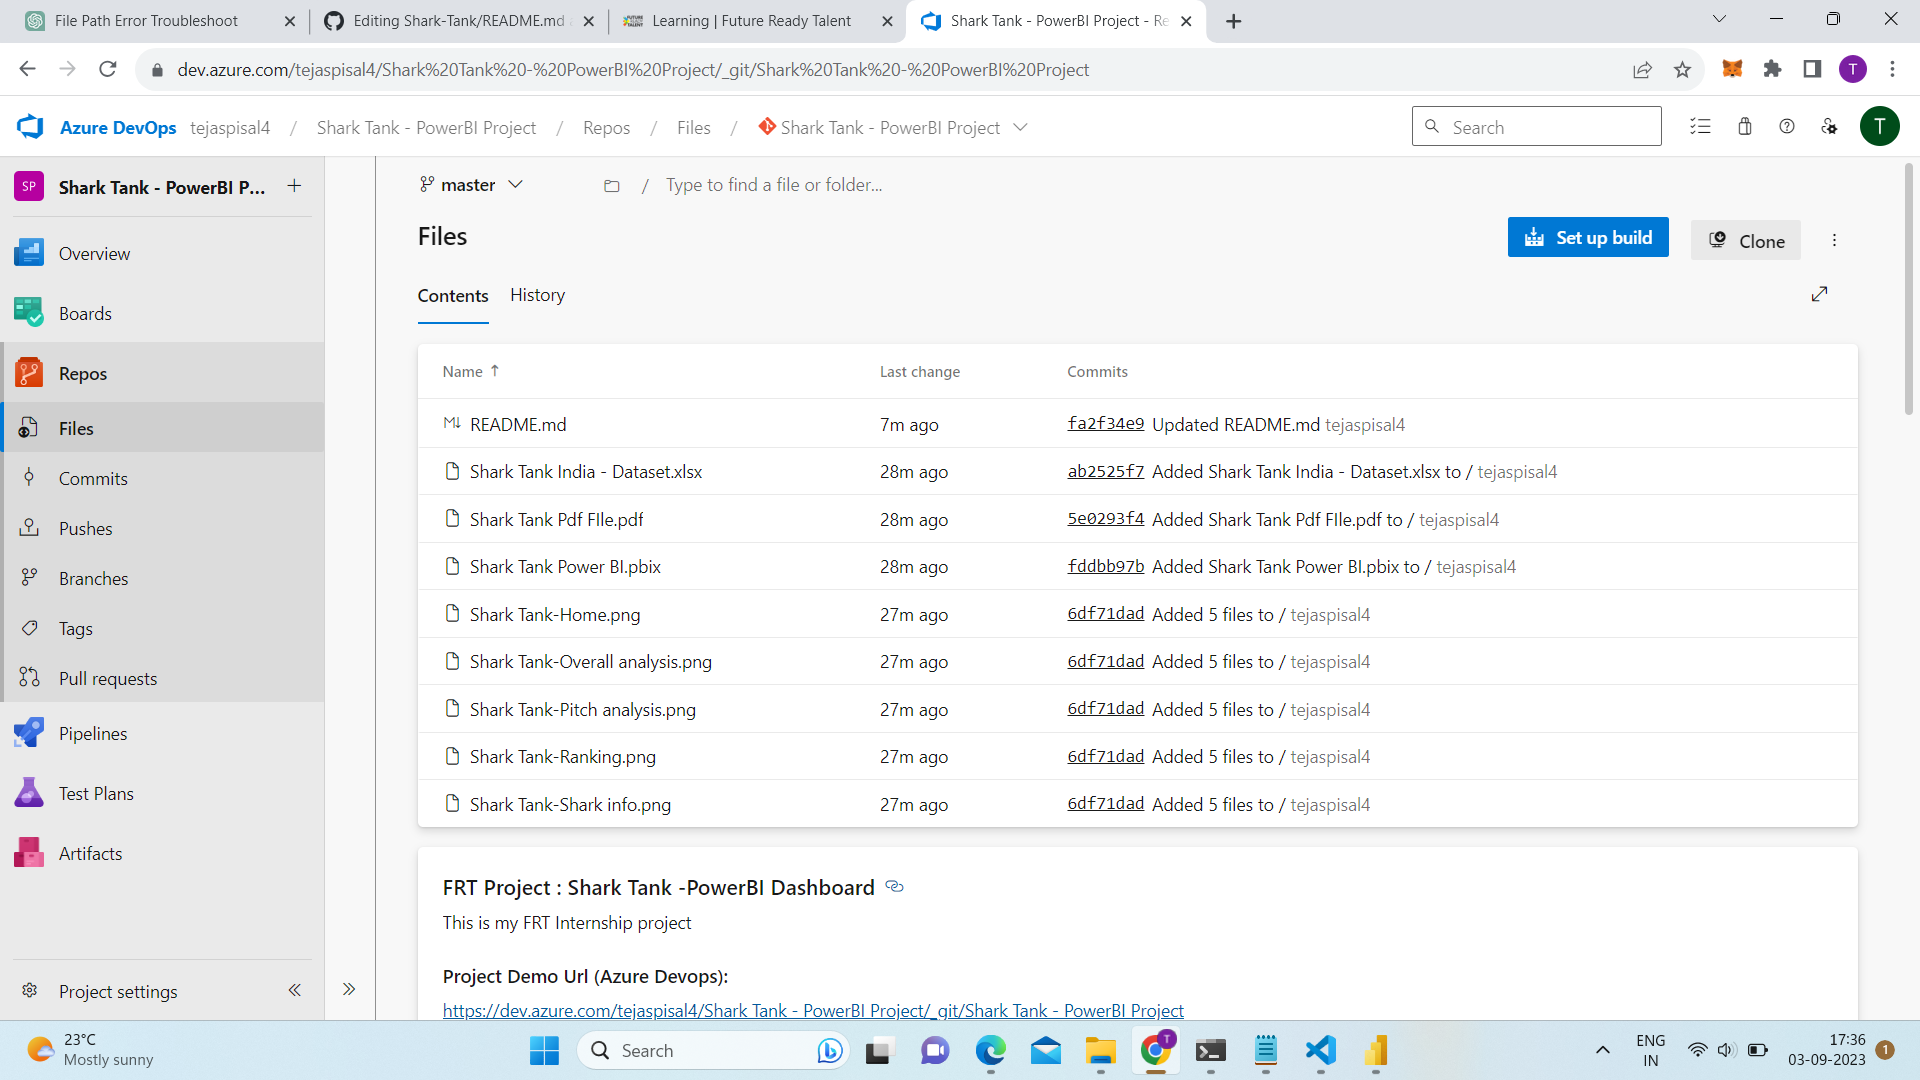 File Path Error Troubleshoot
Editing Shark-Tank/README.md
Learning | Future Ready Talent
Shark Tank - PowerBI Project - Re
dev.azure.com/tejaspisal4/Shark%20Tank%20-%20PowerBI%20Project/_git/Shark%20Tank%20-%20PowerBI%20Project
T
Azure DevOps tejaspisal4 / Shark Tank - PowerBI Project / Repos / Files / Shark Tank - PowerBI Project
Search
T
SP Shark Tank - PowerBI P...
Overview
Boards
Repos
Files
Commits
Pushes
Branches
Tags
Pull requests
Pipelines
Test Plans
Artifacts
Project settings
master / Type to find a file or folder...
Files
Set up build
Clone
Contents History
Name Last change Commits
README.md 7m ago fa2f34e9 Updated README.md tejaspisal4
Shark Tank India - Dataset.xlsx 28m ago ab2525f7 Added Shark Tank India - Dataset.xlsx to / tejaspisal4
Shark Tank Pdf FIle.pdf 28m ago 5e0293f4 Added Shark Tank Pdf FIle.pdf to / tejaspisal4
Shark Tank Power BI.pbix 28m ago fddbb97b Added Shark Tank Power BI.pbix to / tejaspisal4
Shark Tank-Home.png 27m ago 6df71dad Added 5 files to / tejaspisal4
Shark Tank-Overall analysis.png 27m ago 6df71dad Added 5 files to / tejaspisal4
Shark Tank-Pitch analysis.png 27m ago 6df71dad Added 5 files to / tejaspisal4
Shark Tank-Ranking.png 27m ago 6df71dad Added 5 files to / tejaspisal4
Shark Tank-Shark info.png 27m ago 6df71dad Added 5 files to / tejaspisal4
FRT Project : Shark Tank -PowerBI Dashboard
This is my FRT Internship project
Project Demo Url (Azure Devops):
https://dev.azure.com/tejaspisal4/Shark Tank - PowerBI Project/_git/Shark Tank - PowerBI Project
23°C
Mostly sunny
Search
T
ENG
IN
17:36
03-09-2023
1